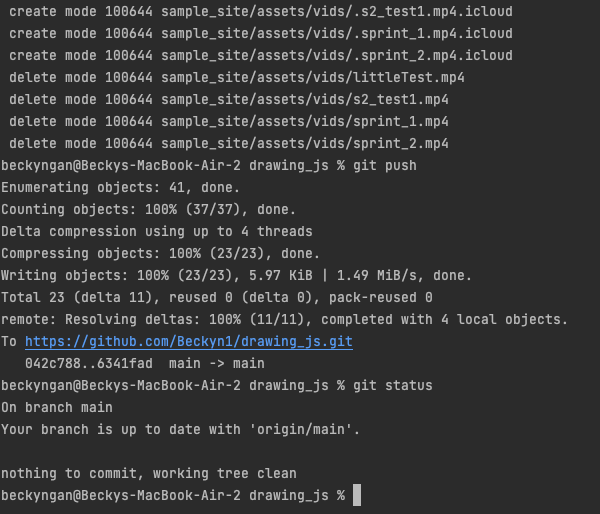 create mode 100644 sample_site/assets/vids/.s2_test1.mp4.icloud
create mode 100644 sample_site/assets/vids/.sprint_1.mp4.icloud
create mode 100644 sample_site/assets/vids/.sprint_2.mp4.icloud
delete mode 100644 sample_site/assets/vids/littleTest.mp4
delete mode 100644 sample_site/assets/vids/s2_test1.mp4
delete mode 100644 sample_site/assets/vids/sprint_1.mp4
delete mode 100644 sample_site/assets/vids/sprint_2.mp4
beckyngan@Beckys-MacBook-Air-2 drawing_js % git push
Enumerating objects: 41, done.
Counting objects: 100% (37/37), done.
Delta compression using up to 4 threads
Compressing objects: 100% (23/23), done.
Writing objects: 100% (23/23), 5.97 KiB | 1.49 MiB/s, done.
Total 23 (delta 11), reused 0 (delta 0), pack-reused 0
remote: Resolving deltas: 100% (11/11), completed with 4 local objects.
To https://github.com/Beckyn1/drawing_js.git
042c788..6341fad  main -> main
beckyngan@Beckys-MacBook-Air-2 drawing_js % git status
On branch main
Your branch is up to date with 'origin/main'.
nothing to commit, working tree clean
beckyngan@Beckys-MacBook-Air-2 drawing_js %